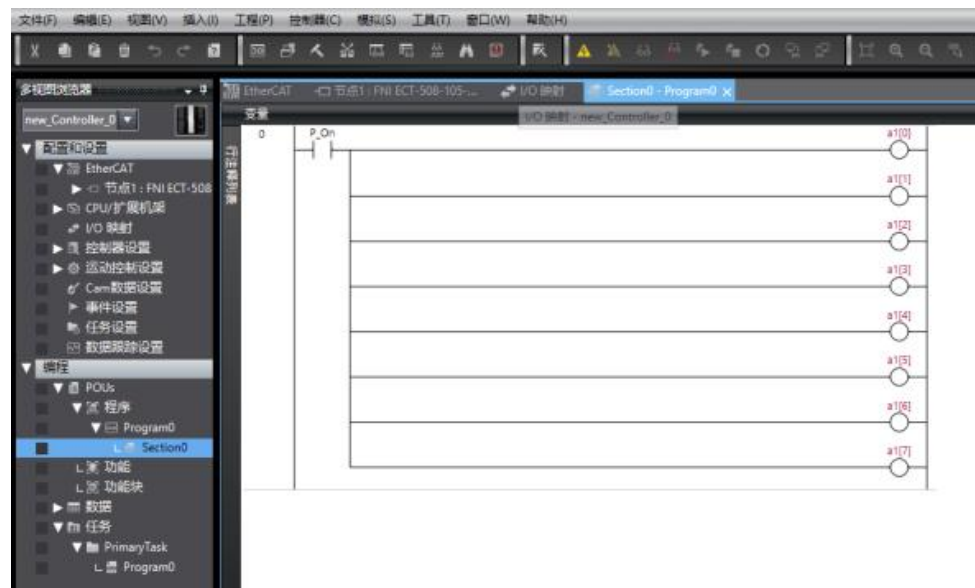 文件(F) 编辑(E) 视图(V) 插入(I) 工程(P) 控制器(C) 模拟(S) 工具(T) 窗口(W) 帮助(H)
多视图浏览器
EtherCAT 节点1 : FNI ECT-508-105-... I/O 映射 Section0 - Program0 x
new_Controller_0
变量
I/O 映射 - new_Controller_0
配置和设置
EtherCAT
节点1 : FNI ECT-508
CPU/扩展机架
I/O 映射
控制器设置
运动控制设置
Cam数据设置
事件设置
任务设置
数据跟踪设置
编程
POUs
程序
Program0
Section0
功能
功能块
数据
任务
PrimaryTask
Program0
行注释列表
0
P_On
a1[0]
a1[1]
a1[2]
a1[3]
a1[4]
a1[5]
a1[6]
a1[7]